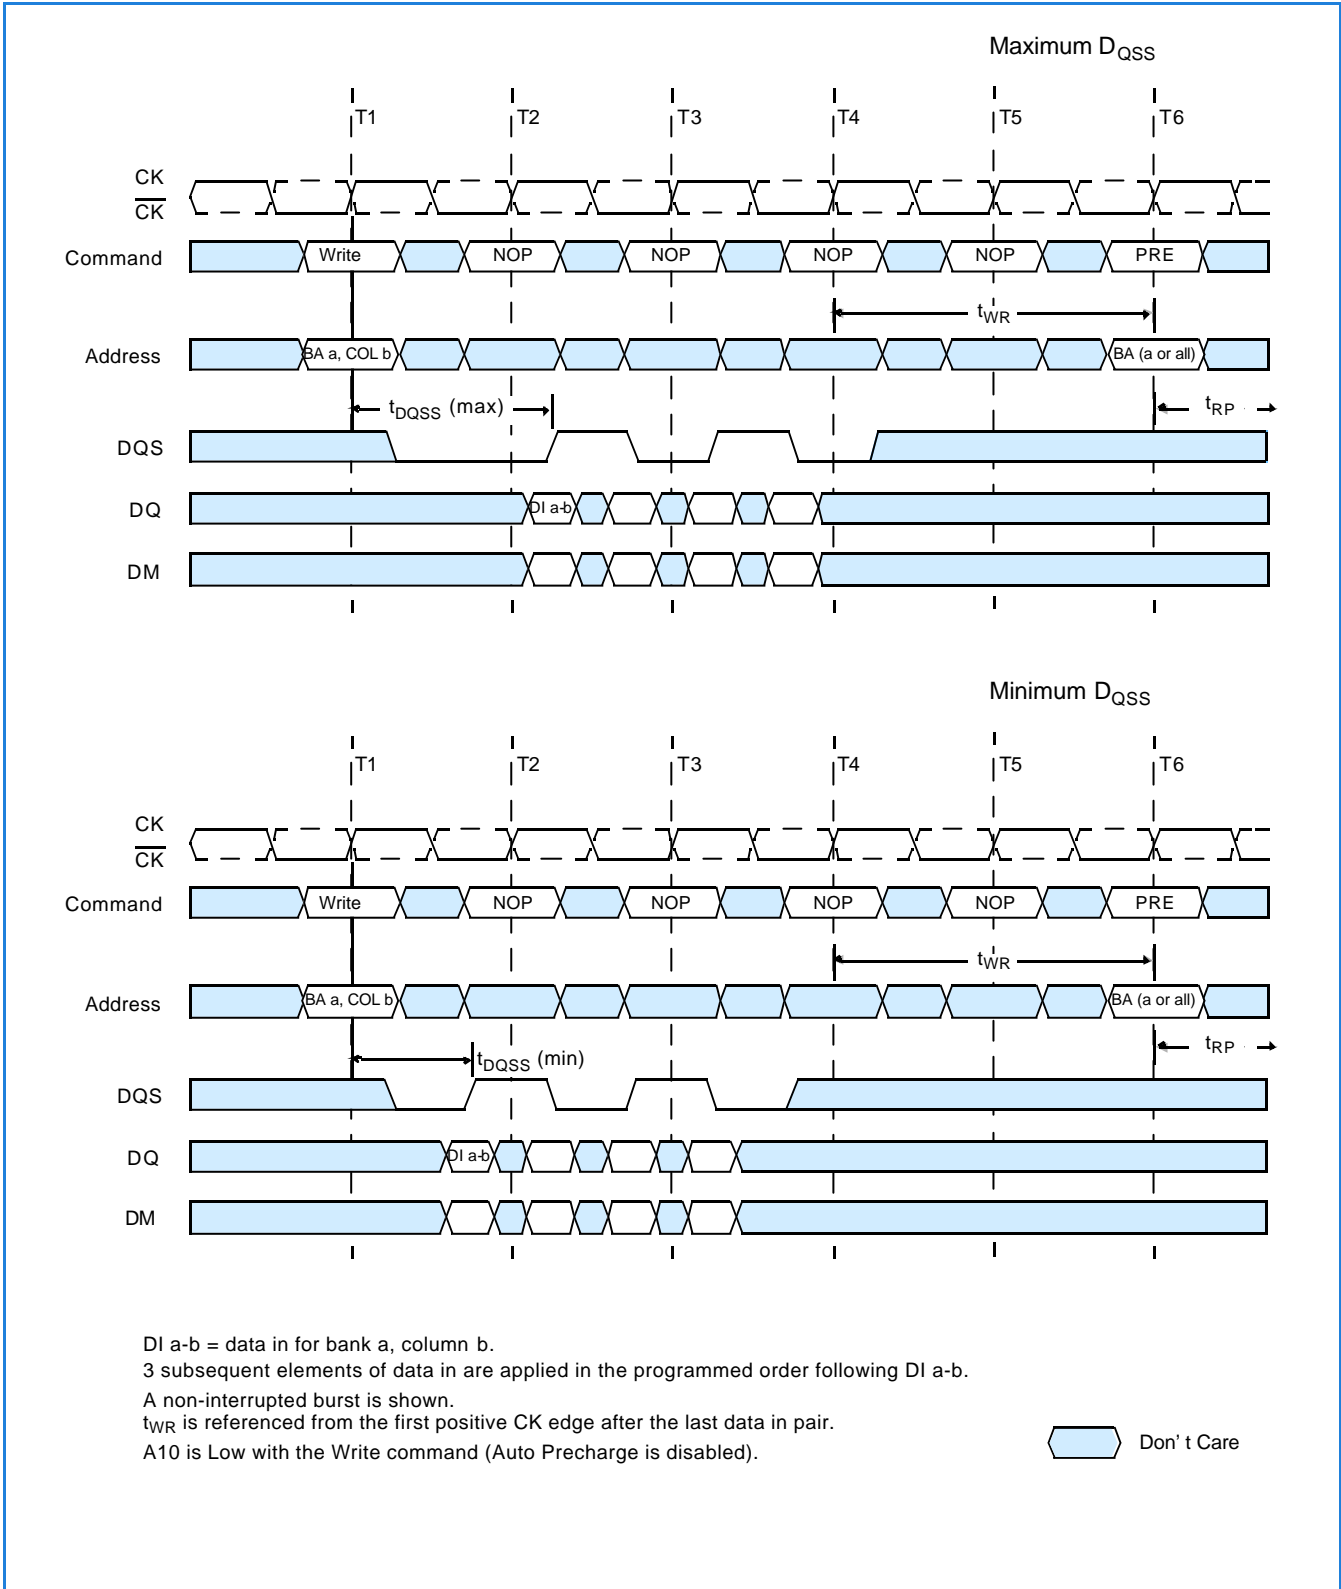 Maximum DQSS
T1 T2 T3 T4 T5 T6
CK
CK
Command Write NOP NOP NOP NOP PRE
tWR
Address BA a, COL b BA (a or all)
tDQSS (max) tRP
DQS
DQ DI a-b
DM
Minimum DQSS
T1 T2 T3 T4 T5 T6
CK
CK
Command Write NOP NOP NOP NOP PRE
tWR
Address BA a, COL b BA (a or all)
tDQSS (min) tRP
DQS
DQ DI a-b
DM
DI a-b = data in for bank a, column b.
3 subsequent elements of data in are applied in the programmed order following DI a-b.
A non-interrupted burst is shown.
tWR is referenced from the first positive CK edge after the last data in pair.
A10 is Low with the Write command (Auto Precharge is disabled).
Don' t Care